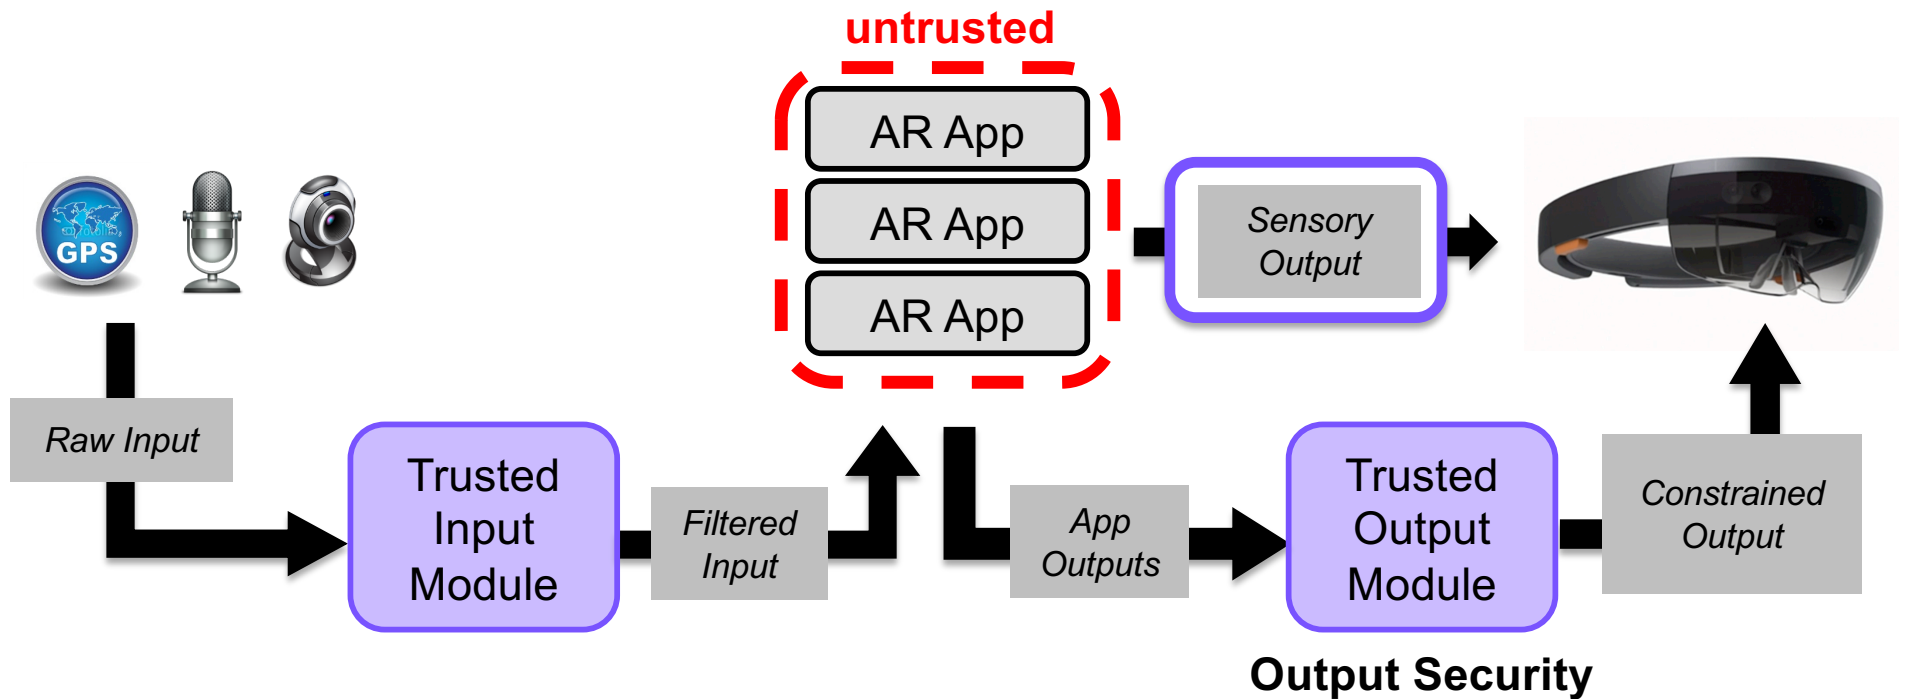 untrusted
AR App
AR App
AR App
GPS
Sensory
Output
Raw Input
Trusted
Input
Module
Filtered
Input
App
Outputs
Trusted
Output
Module
Constrained
Output
Output Security